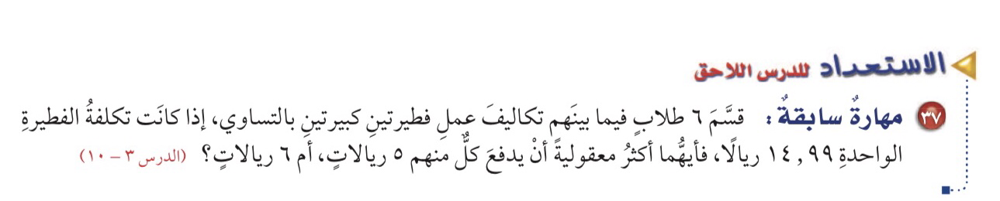 الاستعداد للدرس اللاحق
٣٧ مهارةٌ سابقةٌ : قسَّمَ ٦ طلابٍ فيما بينَهم تكاليفَ عملِ فطيرتينِ كبيرتينِ بالتساوي، إذا كانَت تكلفةُ الفطيرةِ
الواحدةِ ١٤,٩٩ ريالًا، فأيهُّما أكثرُ معقوليةً أنْ يدفعَ كلٌّ منهم ٥ ريالاتٍ، أم ٦ ريالاتٍ؟ (الدرس ٣ – ١٠)